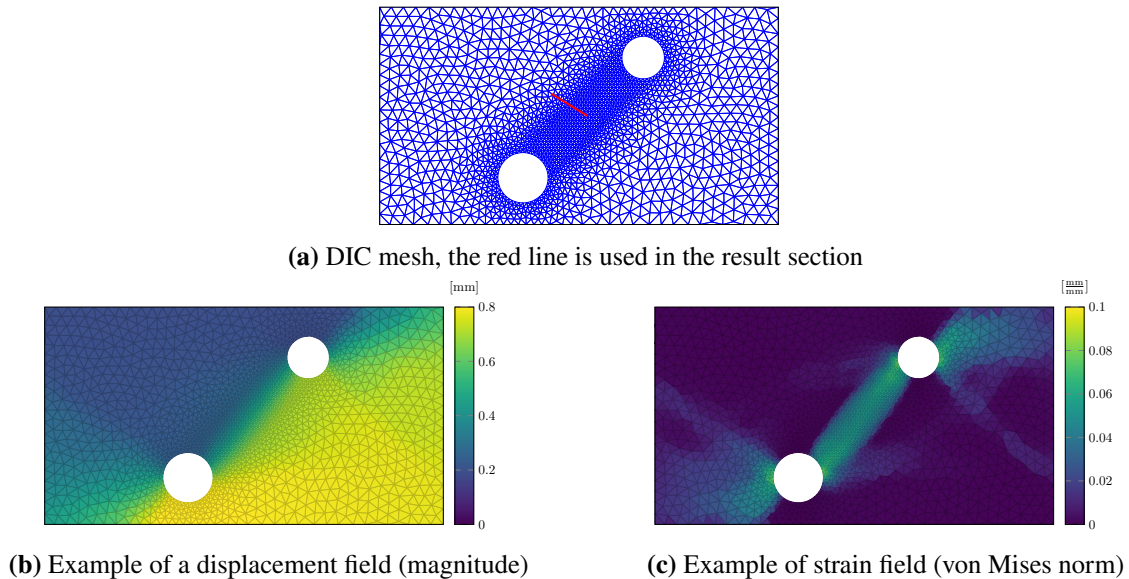 (a) DIC mesh, the red line is used in the result section
[mm]
0.8
0.6
0.4
0.2
0
[mm/mm]
0.1
0.08
0.06
0.04
0.02
0
(b) Example of a displacement field (magnitude)
(c) Example of strain field (von Mises norm)